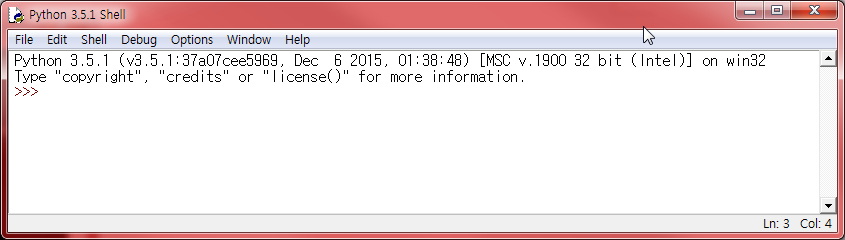 Python 3.5.1 Shell
File Edit Shell Debug Options Window Help
Python 3.5.1 (v3.5.1:37a07cee5969, Dec  6 2015, 01:38:48) [MSC v.1900 32 bit (Intel)] on win32
Type "copyright", "credits" or "license()" for more information.
>>>
Ln: 3 Col: 4